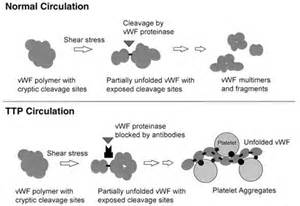 Normal Circulation
Cleavage by
vWF proteinase
Shear stress
vWF polymer with
cryptic cleavage sites
Partially unfolded vWF with
exposed cleavage sites
vWF multimers
and fragments
TTP Circulation
vWF proteinase
blocked by antibodies
Shear stress
Platelet
Unfolded vWF
vWF polymer with
cryptic cleavage sites
Partially unfolded vWF with
exposed cleavage sites
Platelet Aggregates